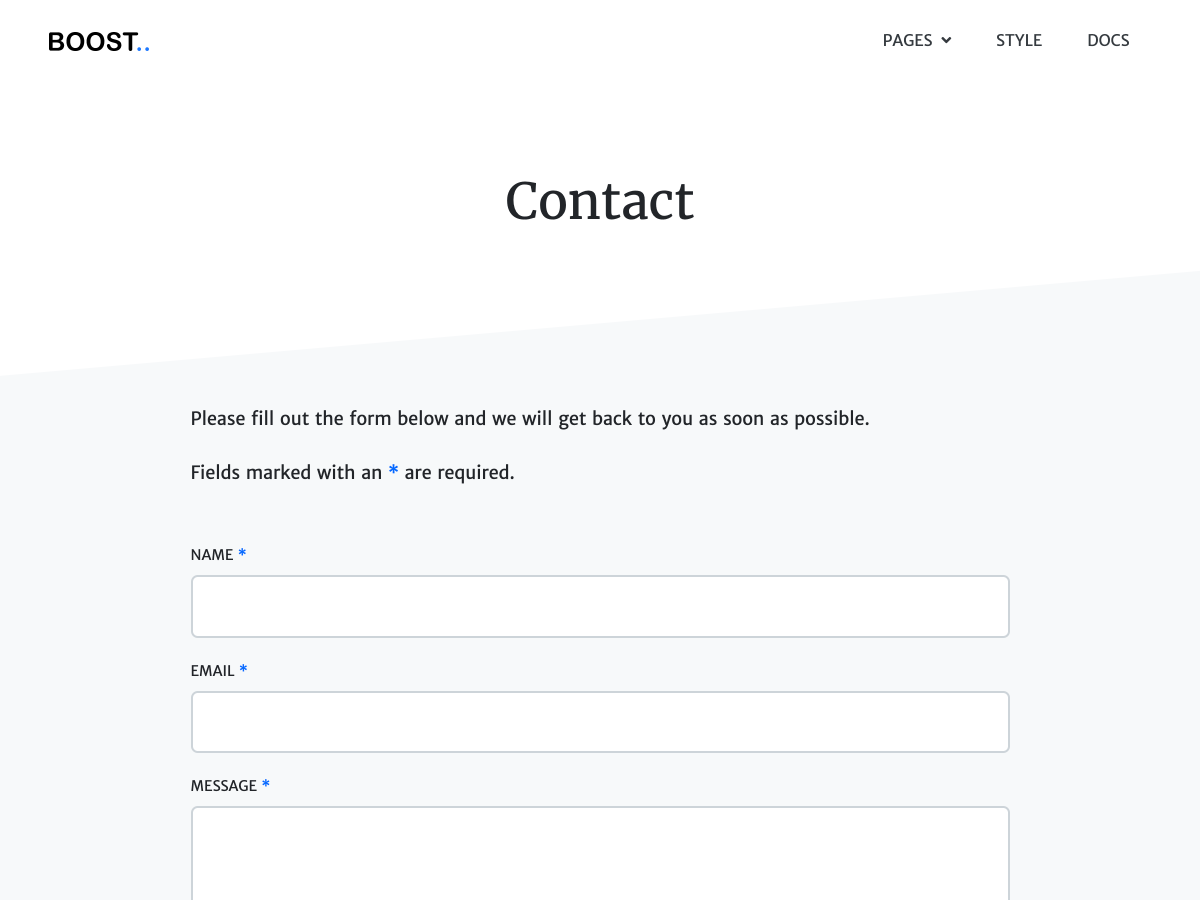 BOOST..
PAGES
STYLE
DOCS
Contact
Please fill out the form below and we will get back to you as soon as possible.
Fields marked with an * are required.
NAME *
EMAIL *
MESSAGE *